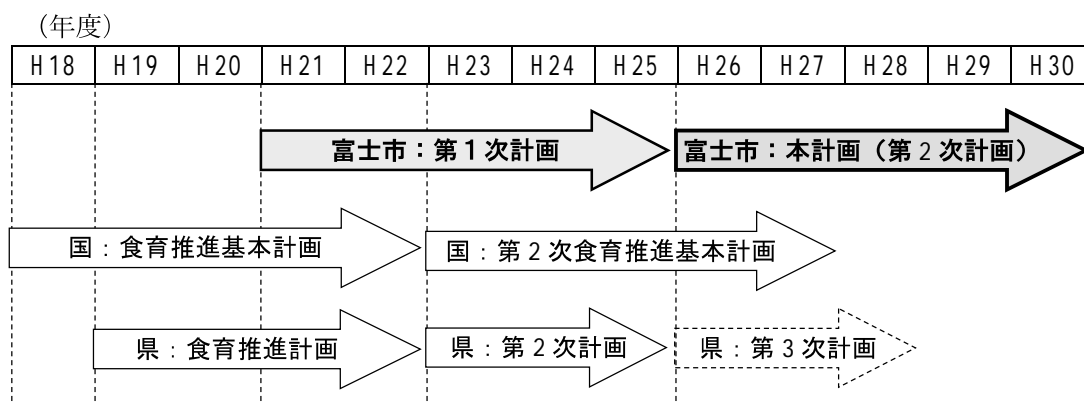 (年度)
H18 H19 H20 H21 H22 H23 H24 H25 H26 H27 H28 H29 H30
富士市：第１次計画 富士市：本計画（第２次計画）
国：食育推進基本計画 国：第２次食育推進基本計画
県：食育推進計画 県：第２次計画 県：第３次計画